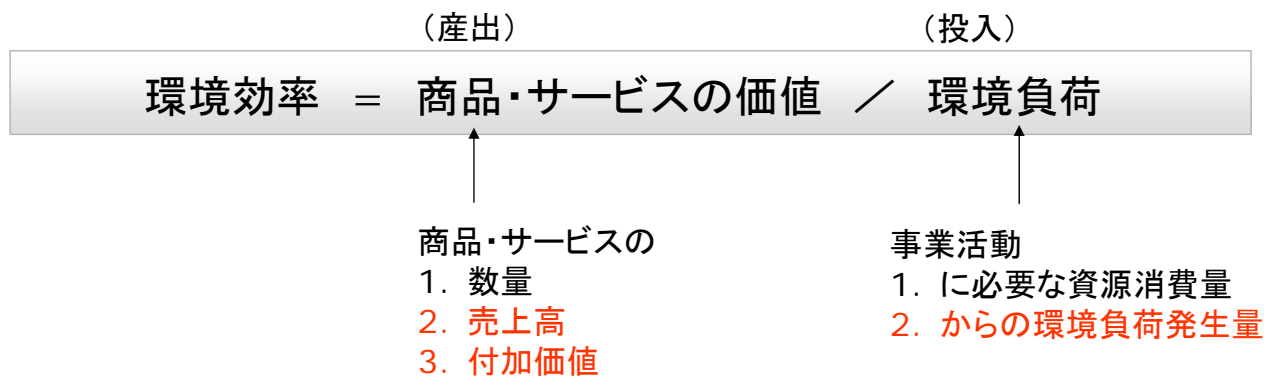 （産出） （投入）
環境効率 ＝ 商品・サービスの価値 ／ 環境負荷
商品・サービスの
1. 数量
2. 売上高
3. 付加価値
事業活動
1. に必要な資源消費量
2. からの環境負荷発生量